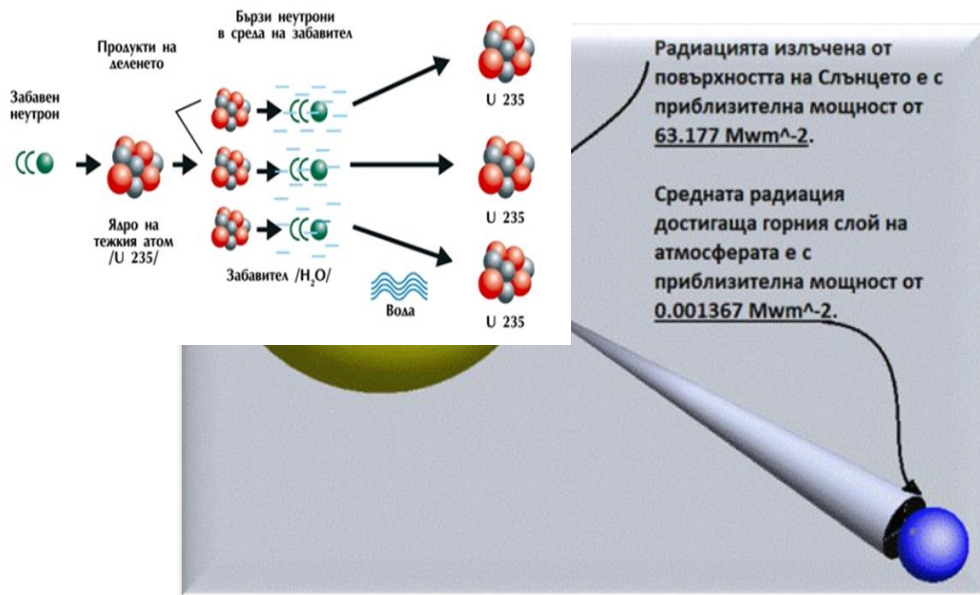 Бързи неутрони
в среда на забавител
Продукти на
деленето
Забавен
неутрон
U 235
U 235
Ядро на
тежкия атом
/U 235/
Забавител /H₂O/
Вода
U 235
Радиацията излъчена от
повърхността на Слънцето е с
приблизителна мощност от
63.177 Mwm^-2.
Средната радиация
достигаща горния слой на
атмосферата е с
приблизителна мощност от
0.001367 Mwm^-2.